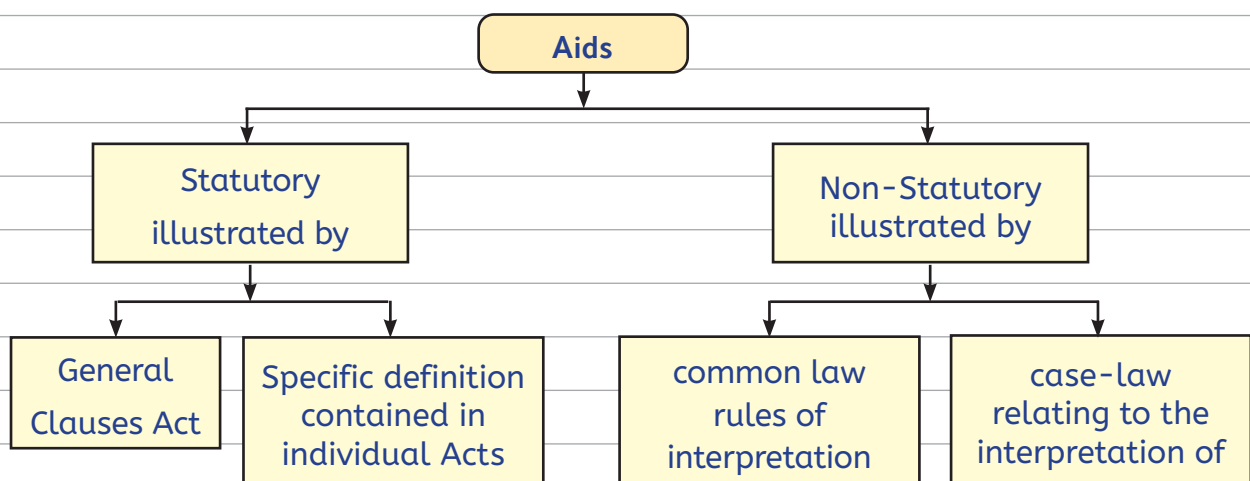 Aids
Statutory
illustrated by
Non-Statutory
illustrated by
General
Clauses Act
Specific definition
contained in
individual Acts
common law
rules of
interpretation
case-law
relating to the
interpretation of